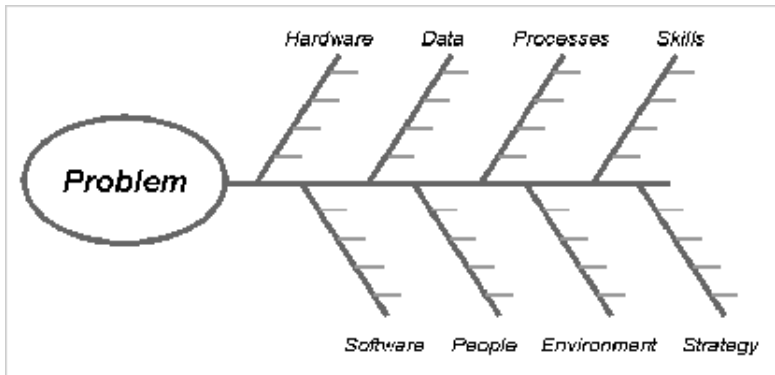 Hardware Data Processes Skills
Problem
Software People Environment Strategy